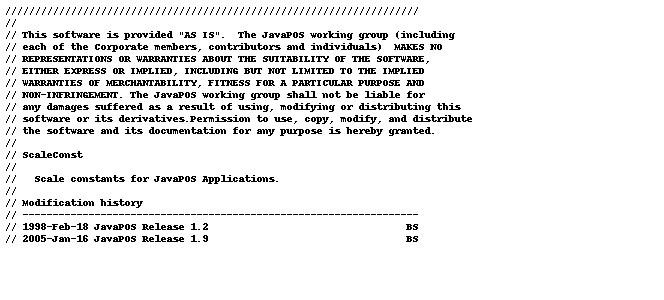 //////////////////////////////////////////////////////////////////////
//
// This software is provided "AS IS".  The JavaPOS working group (including
// each of the Corporate members, contributors and individuals)  MAKES NO
// REPRESENTATIONS OR WARRANTIES ABOUT THE SUITABILITY OF THE SOFTWARE,
// EITHER EXPRESS OR IMPLIED, INCLUDING BUT NOT LIMITED TO THE IMPLIED
// WARRANTIES OF MERCHANTABILITY, FITNESS FOR A PARTICULAR PURPOSE AND
// NON-INFRINGEMENT. The JavaPOS working group shall not be liable for
// any damages suffered as a result of using, modifying or distributing this
// software or its derivatives.Permission to use, copy, modify, and distribute
// the software and its documentation for any purpose is hereby granted.
//
// ScaleConst
//
//   Scale constants for JavaPOS Applications.
//
// Modification history
// ------------------------------------------------------------------
// 1998-Feb-18 JavaPOS Release 1.2                                 BS
// 2005-Jan-16 JavaPOS Release 1.9                                 BS